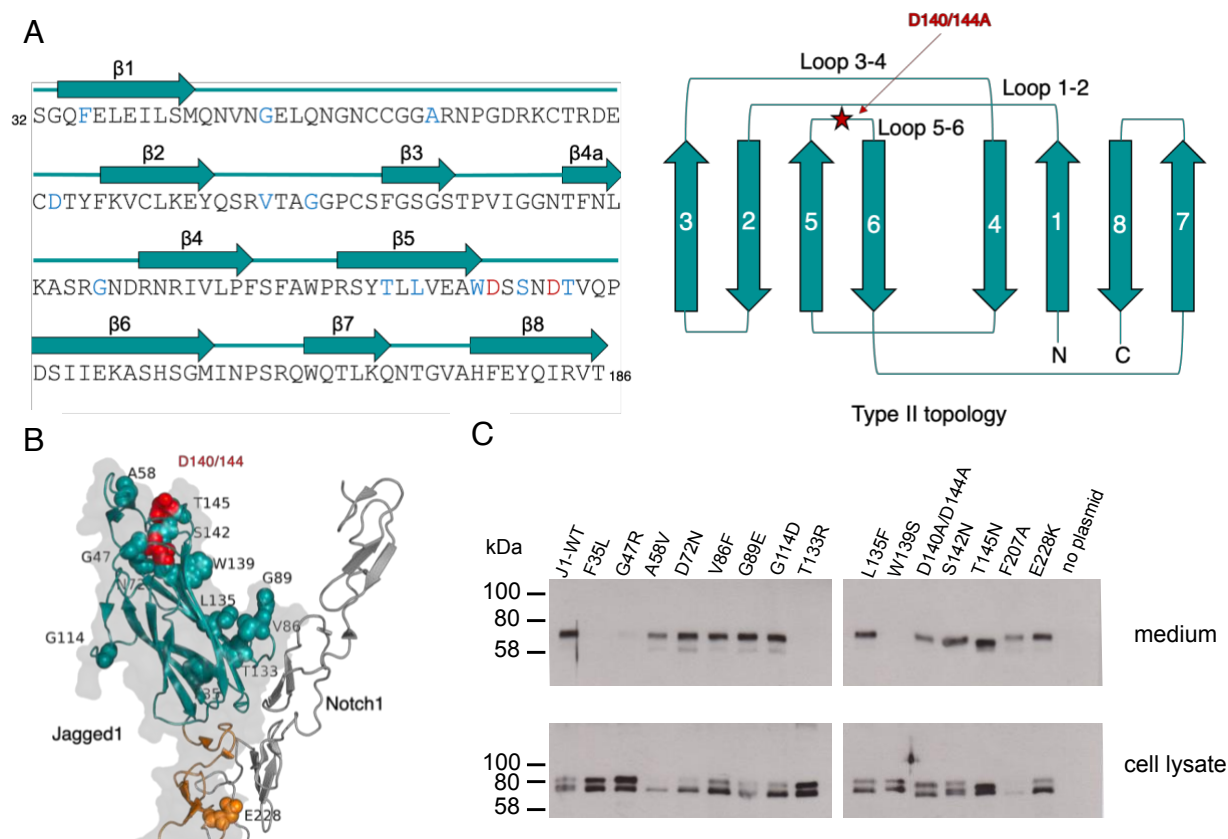 A
β1
32 SGQFELEILSMQNVNGELQNGNCCGGARNPGDRKCTRDE
β2 β3 β4a
CDTYFKVCLKEYQSRVTAGGPCSFGSGSTPVIGGNTFNL
β4 β5
KASRGNDRNRIVLPFSFAWPRSYTLLVEAWDSSNDTVQP
β6 β7 β8
DSIIEKASHSGMINPSRQWQTLKQNTGVAHFEYQIRVT 186
D140/144A
Loop 3-4
Loop 1-2
Loop 5-6
3 2 5 6 4 1 8 7
N C
Type II topology
B
A58
D140/144
T145
S142
G47
W139
G89
L135
V86
G114
T133
35
Notch1
Jagged1
E228
C
kDa
J1-WT
F35L
G47R
A58V
D72N
V86F
G89E
G114D
T133R
L135F
W139S
D140A/D144A
S142N
T145N
F207A
E228K
no plasmid
100
80
58
medium
100
80
58
cell lysate